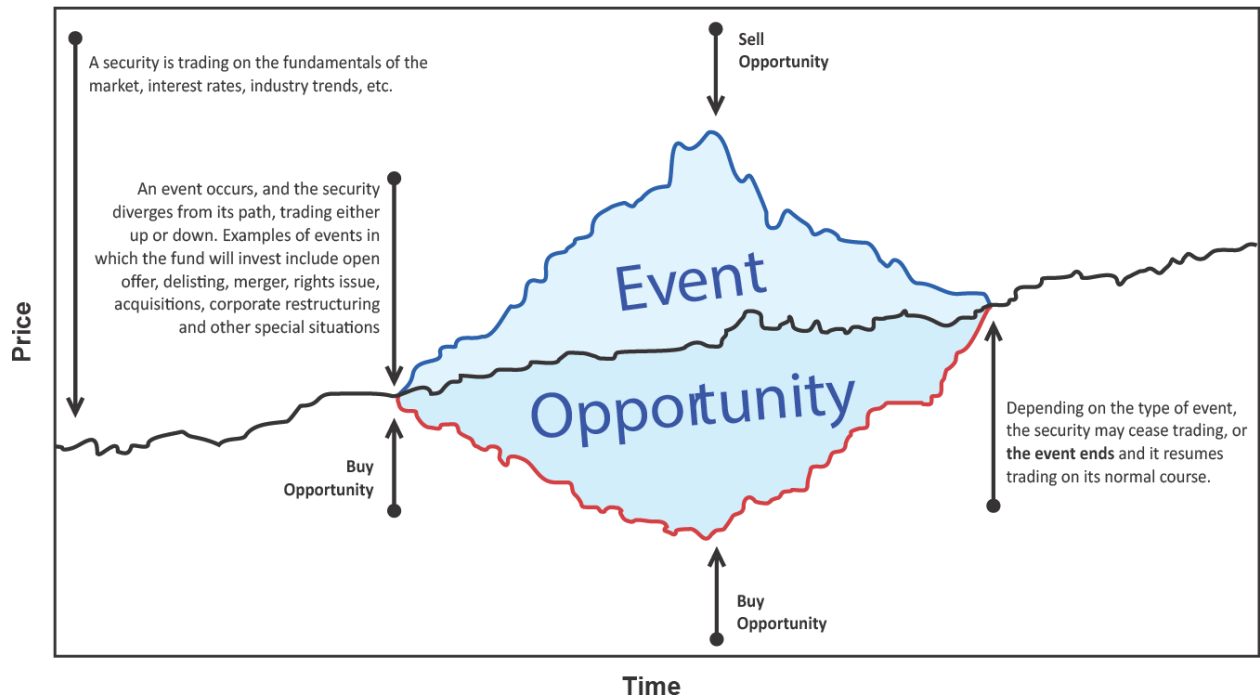 Sell
Opportunity
A security is trading on the fundamentals of the
market, interest rates, industry trends, etc.
An event occurs, and the security
diverges from its path, trading either
up or down. Examples of events in
which the fund will invest include open
offer, delisting, merger, rights issue,
acquisitions, corporate restructuring
and other special situations
Event
Opportunity
Price
Depending on the type of event,
the security may cease trading, or
the event ends and it resumes
trading on its normal course.
Buy
Opportunity
Buy
Opportunity
Time